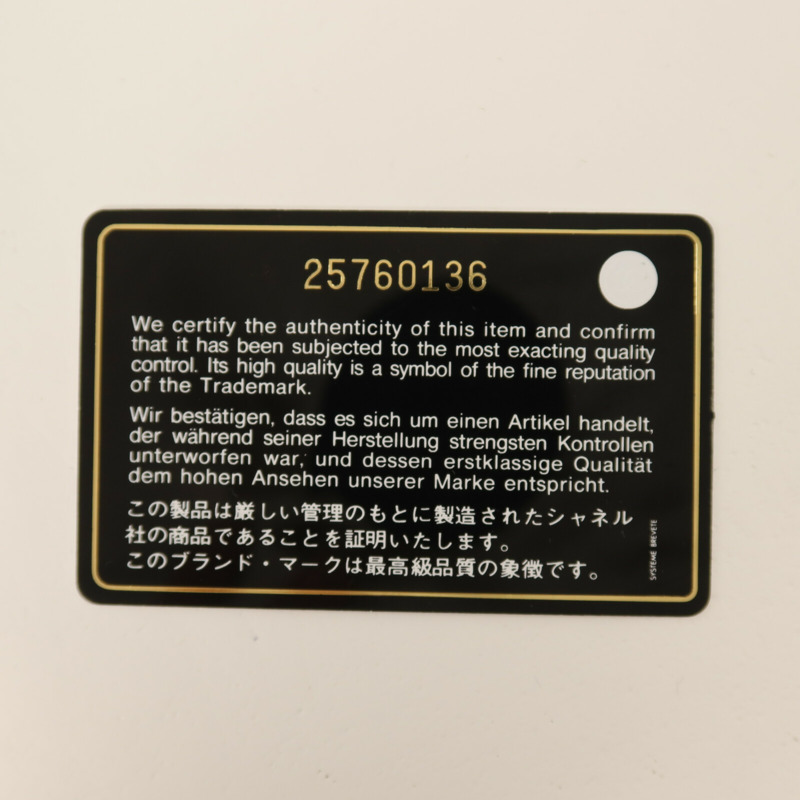 25760136
We certify the authenticity of this item and confirm
that it has been subjected to the most exacting quality
control. Its high quality is a symbol of the fine reputation
of the Trademark.
Wir bestätigen, dass es sich um einen Artikel handelt,
der während seiner Herstellung strengsten Kontrollen
unterworfen war, und dessen erstklassige Qualität
dem hohen Ansehen unserer Marke entspricht.
この製品は厳しい管理のもとに製造されたシャネル
社の商品であることを証明いたします。
このブランド・マークは最高級品質の象徴です。
SYSTEME BREVETE